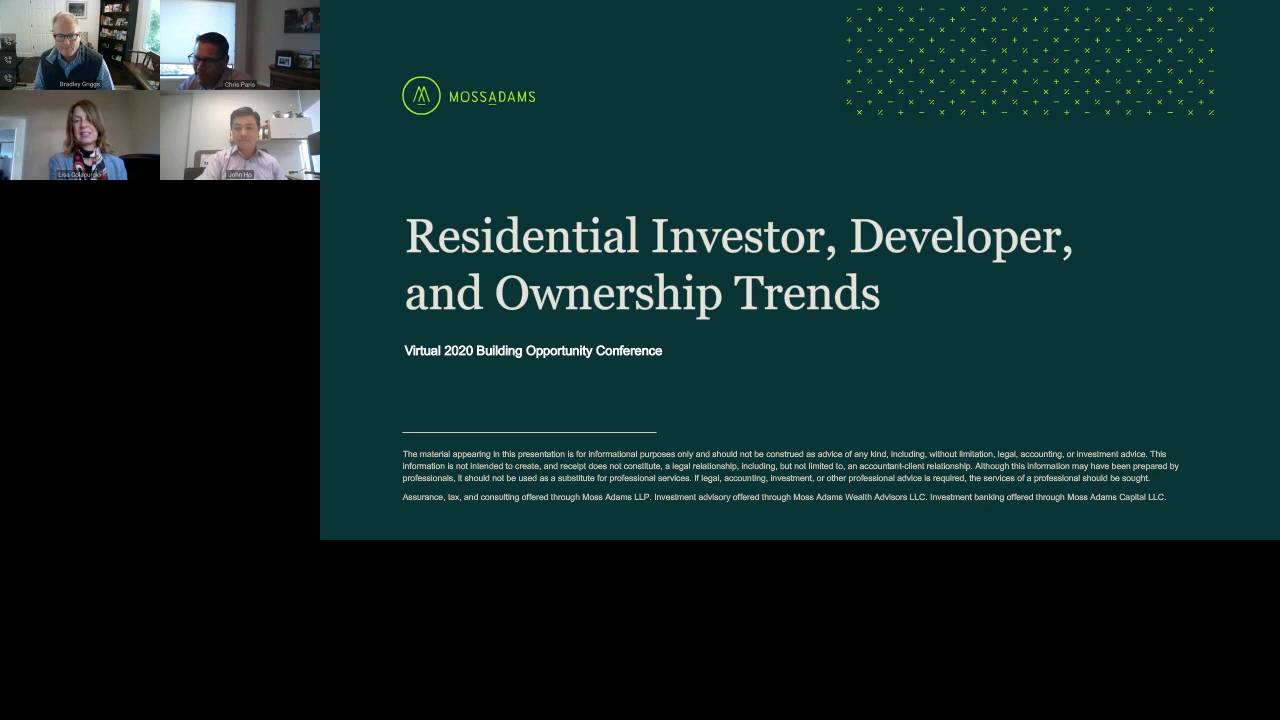 Bradley Griggs
Chris Paris
Lisa
John Ho
MOSSADAMS
Residential Investor, Developer,
and Ownership Trends
Virtual 2020 Building Opportunity Conference
The material appearing in this presentation is for informational purposes only and should not be construed as advice of any kind, including, without limitation, legal, accounting, or investment advice. This
information is not intended to create, and receipt does not constitute, a legal relationship, including, but not limited to, an accountant-client relationship. Although this information may have been prepared by
professionals, it should not be used as a substitute for professional services. If legal, accounting, investment, or other professional advice is required, the services of a professional should be sought.
Assurance, tax, and consulting offered through Moss Adams LLP. Investment advisory offered through Moss Adams Wealth Advisors LLC. Investment banking offered through Moss Adams Capital LLC.